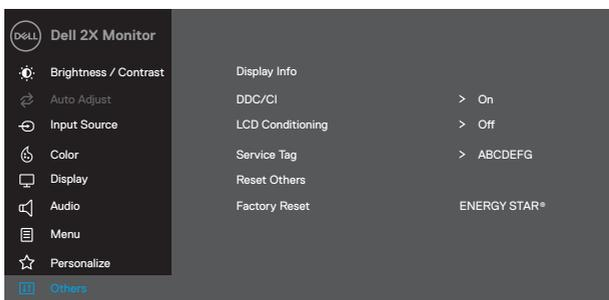 DELL Dell 2X Monitor
Brightness / Contrast
Auto Adjust
Input Source
Color
Display
Audio
Menu
Personalize
Others
Display Info
DDC/CI > On
LCD Conditioning > Off
Service Tag > ABCDEFG
Reset Others
Factory Reset ENERGY STAR®